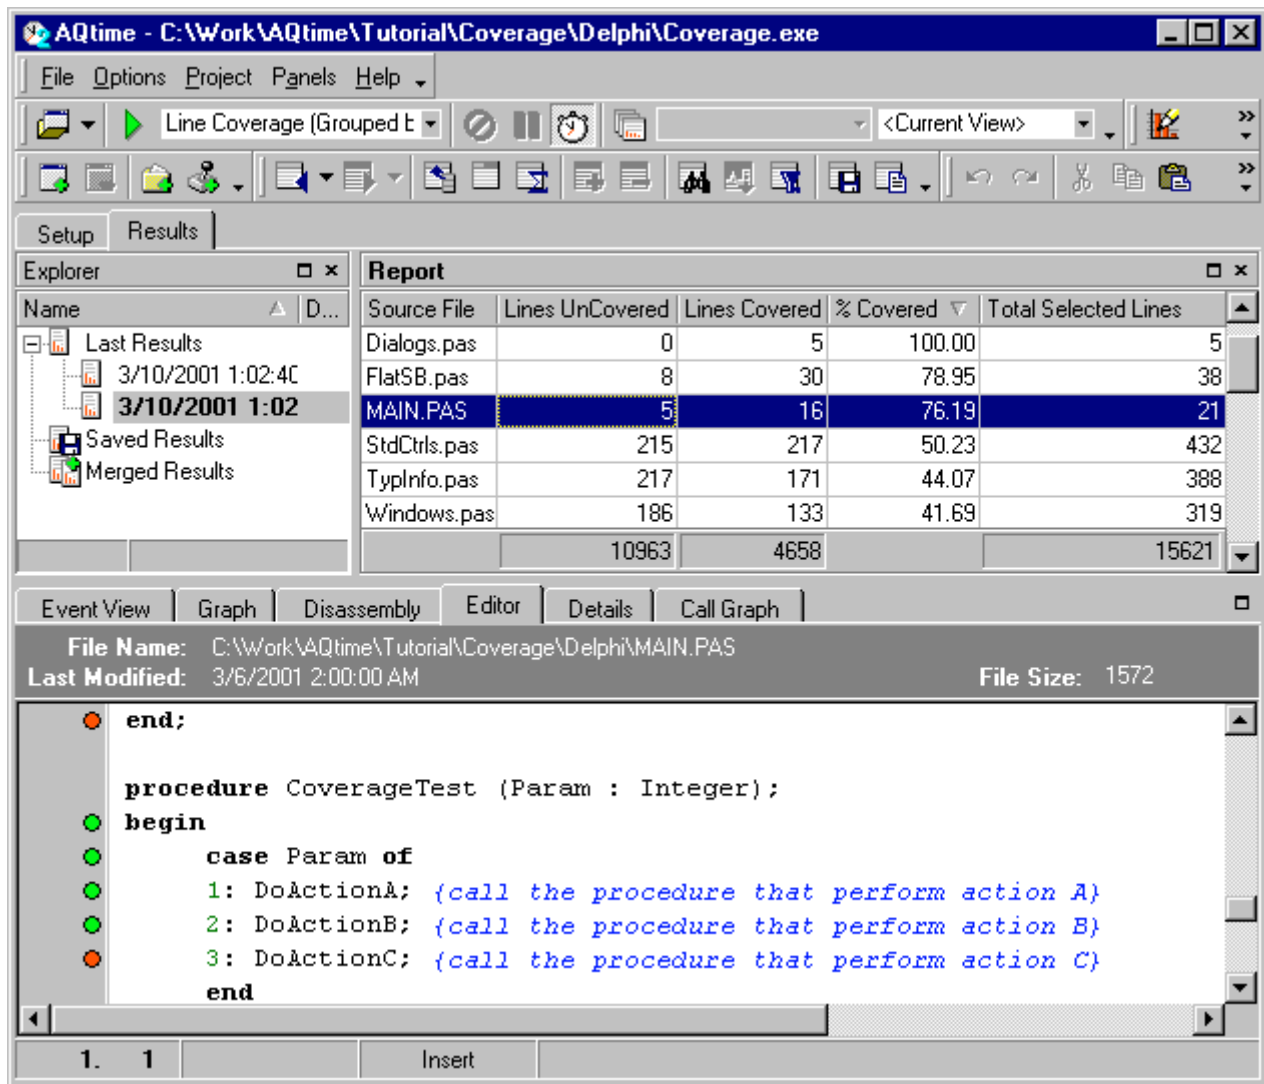 AQtime - C:\Work\AQtime\Tutorial\Coverage\Delphi\Coverage.exe
File Options Project Panels Help
Line Coverage (Grouped b <Current View>
Setup Results
Explorer
Name D...
Last Results
3/10/2001 1:02:40
3/10/2001 1:02
Saved Results
Merged Results
Report
Source File Lines UnCovered Lines Covered % Covered Total Selected Lines
Dialogs.pas 0 5 100.00 5
FlatSB.pas 8 30 78.95 38
MAIN.PAS 5 16 76.19 21
StdCtrls.pas 215 217 50.23 432
TypInfo.pas 217 171 44.07 388
Windows.pas 186 133 41.69 319
10963 4658 15621
Event View Graph Disassembly Editor Details Call Graph
File Name: C:\Work\AQtime\Tutorial\Coverage\Delphi\MAIN.PAS
Last Modified: 3/6/2001 2:00:00 AM File Size: 1572
end;
procedure CoverageTest (Param : Integer);
begin
case Param of
1: DoActionA; {call the procedure that perform action A}
2: DoActionB; {call the procedure that perform action B}
3: DoActionC; {call the procedure that perform action C}
end
1. 1 Insert